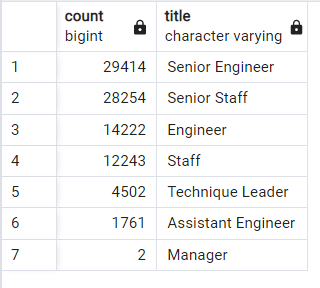 count title
bigint character varying
1 29414 Senior Engineer
2 28254 Senior Staff
3 14222 Engineer
4 12243 Staff
5 4502 Technique Leader
6 1761 Assistant Engineer
7 2 Manager